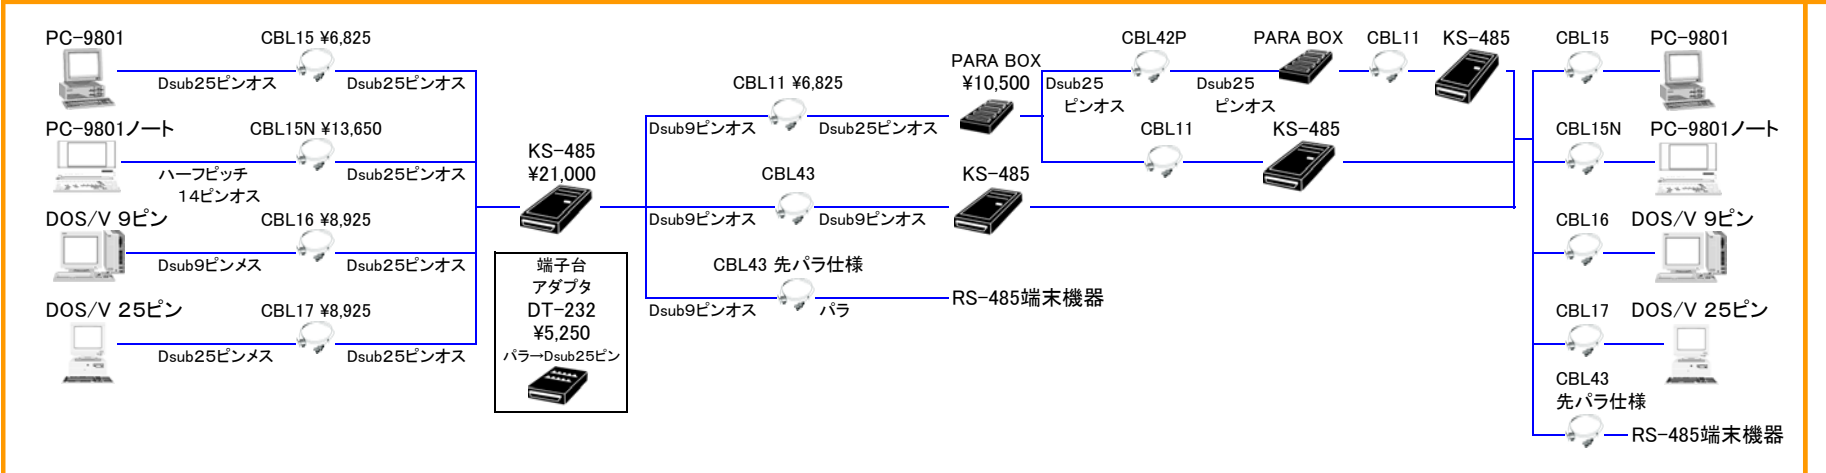 PC-9801
CBL15 ¥6,825
Dsub25ピンオス
Dsub25ピンオス
PC-9801ノート
CBL15N ¥13,650
ハーフピッチ
14ピンオス
Dsub25ピンオス
DOS/V 9ピン
CBL16 ¥8,925
Dsub9ピンメス
Dsub25ピンオス
DOS/V 25ピン
CBL17 ¥8,925
Dsub25ピンメス
Dsub25ピンオス
KS-485
¥21,000
端子台
アダプタ
DT-232
¥5,250
バラ→Dsub25ピン
CBL11 ¥6,825
Dsub9ピンオス
Dsub25ピンオス
CBL43
Dsub9ピンオス
Dsub9ピンオス
CBL43 先バラ仕様
Dsub9ピンオス
バラ
RS-485端末機器
PARA BOX
¥10,500
KS-485
CBL42P
Dsub25
ピンオス
Dsub25
ピンオス
PARA BOX
CBL11
KS-485
CBL11
KS-485
CBL15
PC-9801
CBL15N
PC-9801ノート
CBL16
DOS/V 9ピン
CBL17
DOS/V 25ピン
CBL43
先バラ仕様
RS-485端末機器